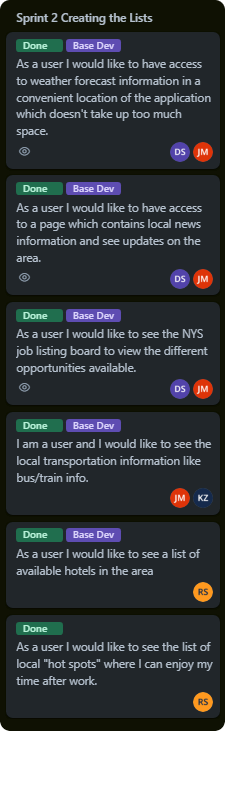 Sprint 2 Creating the Lists
Done Base Dev
As a user I would like to have access
to weather forecast information in a
convenient location of the application
which doesn't take up too much
space.
DS JM
Done Base Dev
As a user I would like to have access
to a page which contains local news
information and see updates on the
area.
DS JM
Done Base Dev
As a user I would like to see the NYS
job listing board to view the different
opportunities available.
DS JM
Done Base Dev
I am a user and I would like to see the
local transportation information like
bus/train info.
JM KZ
Done Base Dev
As a user I would like to see a list of
available hotels in the area
RS
Done
As a user I would like to see the list of
local "hot spots" where I can enjoy my
time after work.
RS